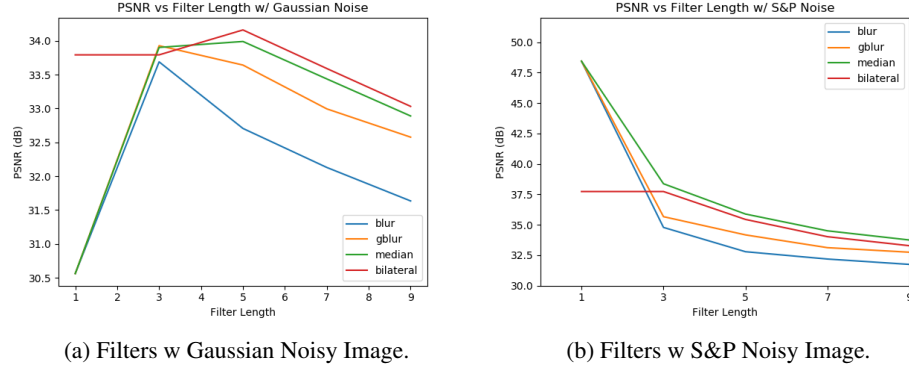 PSNR vs Filter Length w/ Gaussian Noise
34.0
33.5
33.0
32.5
32.0
31.5
31.0
30.5
PSNR (dB)
1 2 3 4 5 6 7 8 9
Filter Length
blur
gblur
median
bilateral
(a) Filters w Gaussian Noisy Image.
PSNR vs Filter Length w/ S&P Noise
50.0
47.5
45.0
42.5
40.0
37.5
35.0
32.5
30.0
PSNR (dB)
1 3 5 7 9
Filter Length
blur
gblur
median
bilateral
(b) Filters w S&P Noisy Image.